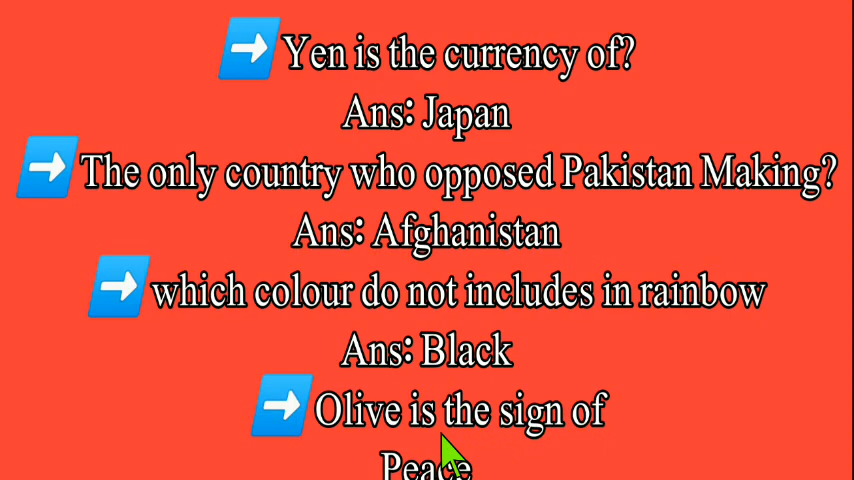 ➡Yen is the currency of?
Ans: Japan
➡The only country who opposed Pakistan Making?
Ans: Afghanistan
➡which colour do not includes in rainbow
Ans: Black
➡Olive is the sign of
Peace